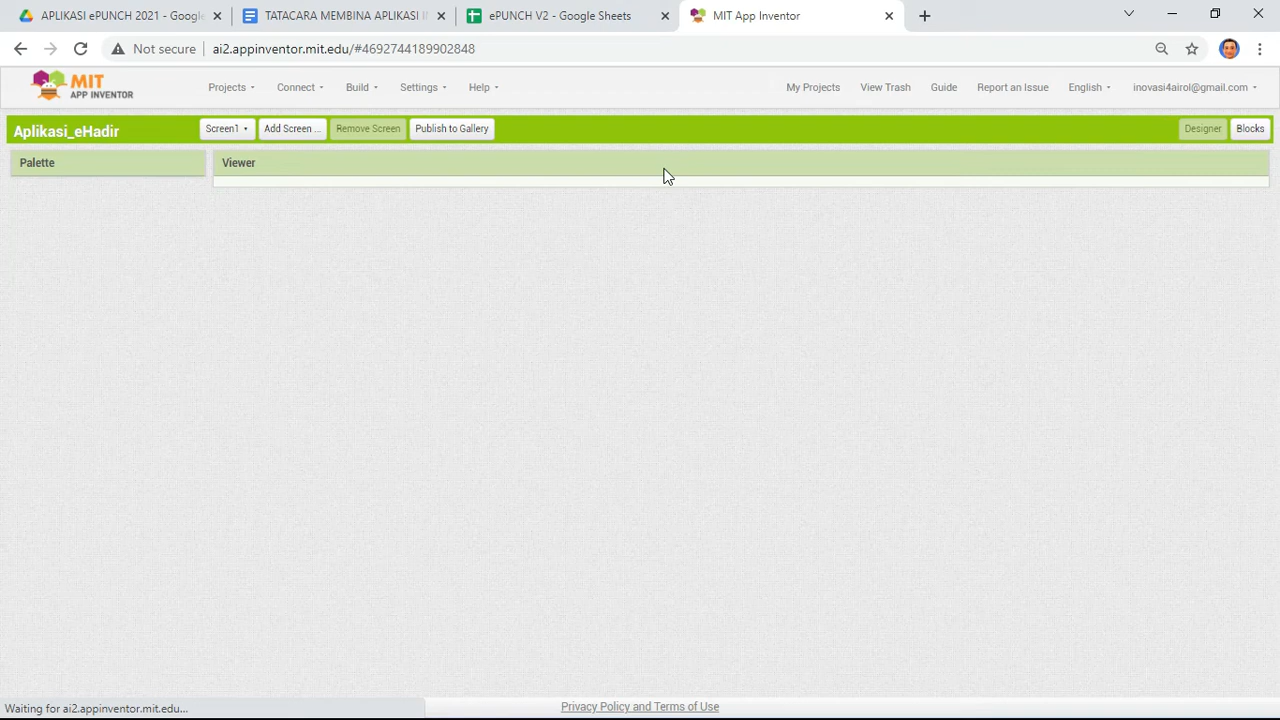 APLIKASI ePUNCH 2021 - Google
TATACARA MEMBINA APLIKASI
ePUNCH V2 - Google Sheets
MIT App Inventor
Not secure
ai2.appinventor.mit.edu/#4692744189902848
MIT
APP INVENTOR
Projects
Connect
Build
Settings
Help
My Projects
View Trash
Guide
Report an Issue
English
inovasi4airol@gmail.com
Aplikasi_eHadir
Screen1
Add Screen ...
Remove Screen
Publish to Gallery
Designer
Blocks
Palette
Viewer
Waiting for ai2.appinventor.mit.edu...
Privacy Policy and Terms of Use